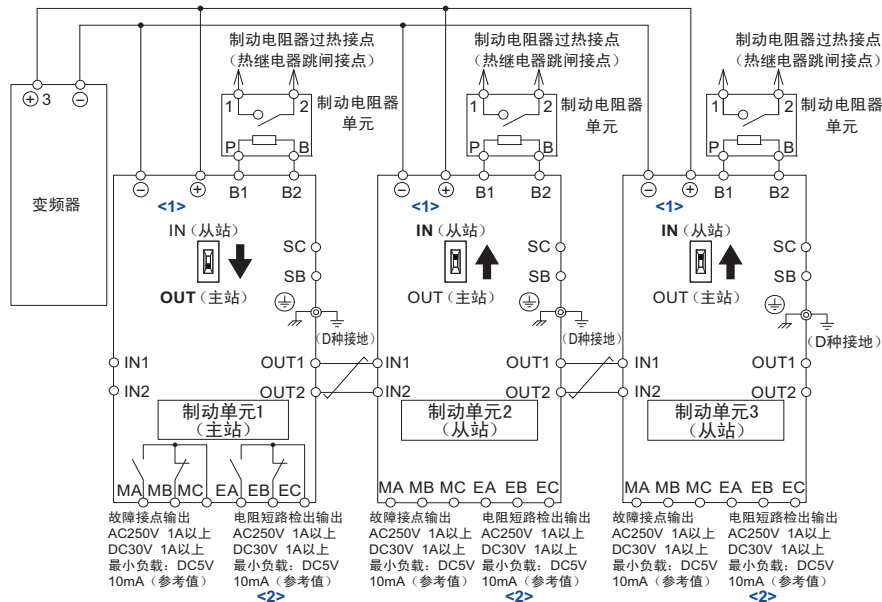 制动电阻器过热接点
（热继电器跳闸接点）
制动电阻器过热接点
（热继电器跳闸接点）
制动电阻器过热接点
（热继电器跳闸接点）
⊕3 ⊖
变频器
1 2
制动电阻器
单元
P B
1 2
制动电阻器
单元
P B
1 2
制动电阻器
单元
P B
⊖ ⊕ B1 B2
<1>
IN（从站）
OUT（主站）
SC
SB
（D种接地）
IN1
IN2
OUT1
OUT2
制动单元1
（主站）
MA MB MC EA EB EC
故障接点输出
AC250V 1A以上
DC30V 1A以上
最小负载：DC5V
10mA（参考值）
电阻短路检出输出
AC250V 1A以上
DC30V 1A以上
最小负载：DC5V
10mA（参考值）
<2>
⊖ ⊕ B1 B2
<1>
IN（从站）
OUT（主站）
SC
SB
（D种接地）
IN1
IN2
OUT1
OUT2
制动单元2
（从站）
MA MB MC EA EB EC
故障接点输出
AC250V 1A以上
DC30V 1A以上
最小负载：DC5V
10mA（参考值）
电阻短路检出输出
AC250V 1A以上
DC30V 1A以上
最小负载：DC5V
10mA（参考值）
<2>
⊖ ⊕ B1 B2
<1>
IN（从站）
OUT（主站）
SC
SB
（D种接地）
IN1
IN2
OUT1
OUT2
制动单元3
（从站）
MA MB MC EA EB EC
故障接点输出
AC250V 1A以上
DC30V 1A以上
最小负载：DC5V
10mA（参考值）
电阻短路检出输出
AC250V 1A以上
DC30V 1A以上
最小负载：DC5V
10mA（参考值）
<2>